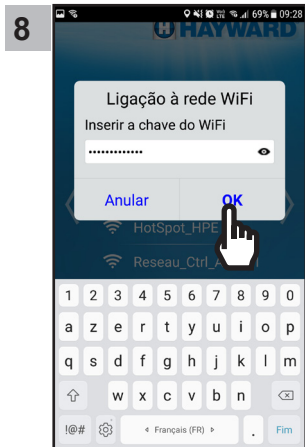 8
69% 09:28
HAYWARD
Ligação à rede WiFi
Inserir a chave do WiFi
•••••••••••••
Anular OK
HotSpot_HPE
Reseau_Ctrl_A
1 2 3 4 5 6 7 8 9 0
a z e r t y u i o p
q s d f g h j k l m
w x c v b n
!@# Français (FR) . Fim